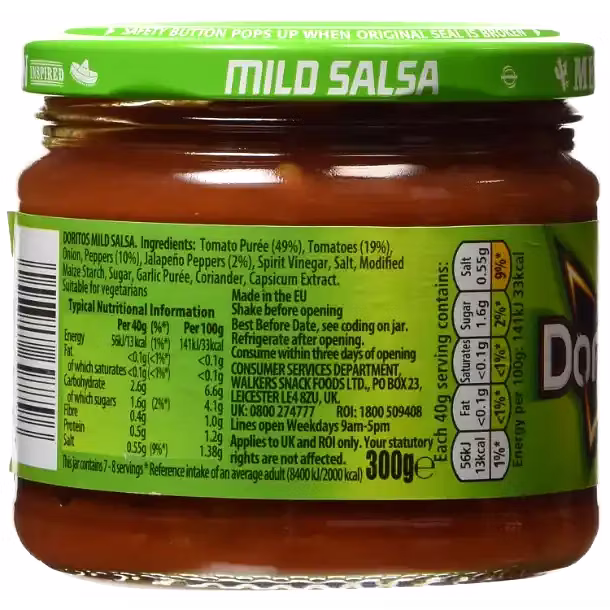 SAFETY BUTTON POPS UP WHEN ORIGINAL SEAL IS BROKEN
INSPIRED
MILD SALSA
DORITOS MILD SALSA. Ingredients: Tomato Purée (49%), Tomatoes (19%),
Onion, Peppers (10%), Jalapeño Peppers (2%), Spirit Vinegar, Salt, Modified
Maize Starch, Sugar, Garlic Purée, Coriander, Capsicum Extract.
Suitable for vegetarians
Typical Nutritional Information
Per 40g (%*) Per 100g
Energy 56kJ/13kcal (1%*) 141kJ/33kcal
Fat <0.1g (<1%*) <0.1g
of which saturates <0.1g (<1%*) <0.1g
Carbohydrate 2.6g 6.6g
of which sugars 1.6g (2%*) 4.1g
Fibre 0.4g 1.0g
Protein 0.5g 1.2g
Salt 0.55g (9%*) 1.38g
This jar contains 7-8 servings * Reference intake of an average adult (8400 kJ/2000 kcal)
Made in the EU
Shake before opening
Best Before Date, see coding on jar.
Refrigerate after opening.
Consume within three days of opening
CONSUMER SERVICES DEPARTMENT,
WALKERS SNACK FOODS LTD., PO BOX 23,
LEICESTER LE4 8ZU, UK.
UK: 0800 274777 ROI: 1800 509408
Lines open Weekdays 9am-5pm
Applies to UK and ROI only. Your statutory
rights are not affected.
300g e
Each 40g serving contains:
56kJ 13kcal 1%*
Fat <0.1g <1%*
Saturates <0.1g <1%*
Sugar 1.6g 2%*
Salt 0.55g 9%*
Energy per 100g: 141kJ 33kcal
Dor